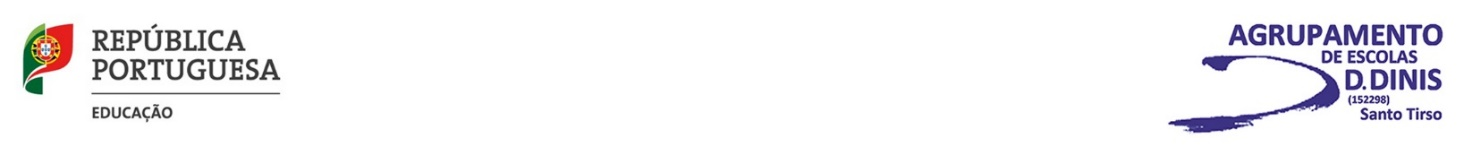 REPÚBLICA
PORTUGUESA
EDUCAÇÃO
AGRUPAMENTO
DE ESCOLAS
D.DINIS
(152298)
Santo Tirso